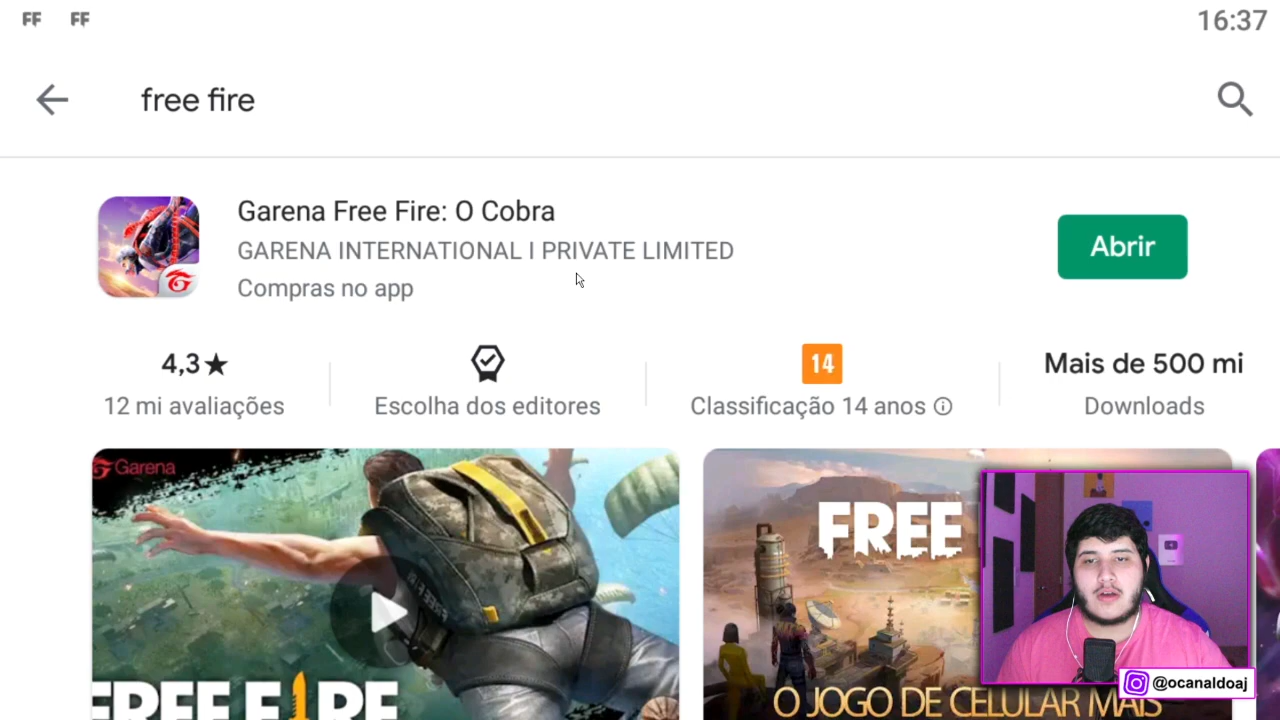 FF FF 16:37
free fire
Garena Free Fire: O Cobra
GARENA INTERNATIONAL I PRIVATE LIMITED
Compras no app
Abrir
4,3★
12 mi avaliações
Escolha dos editores
14
Classificação 14 anos
Mais de 500 mi
Downloads
Garena
FREE FIRE
FREE
O JOGO DE CELULAR MAIS
@ocanaldoaj